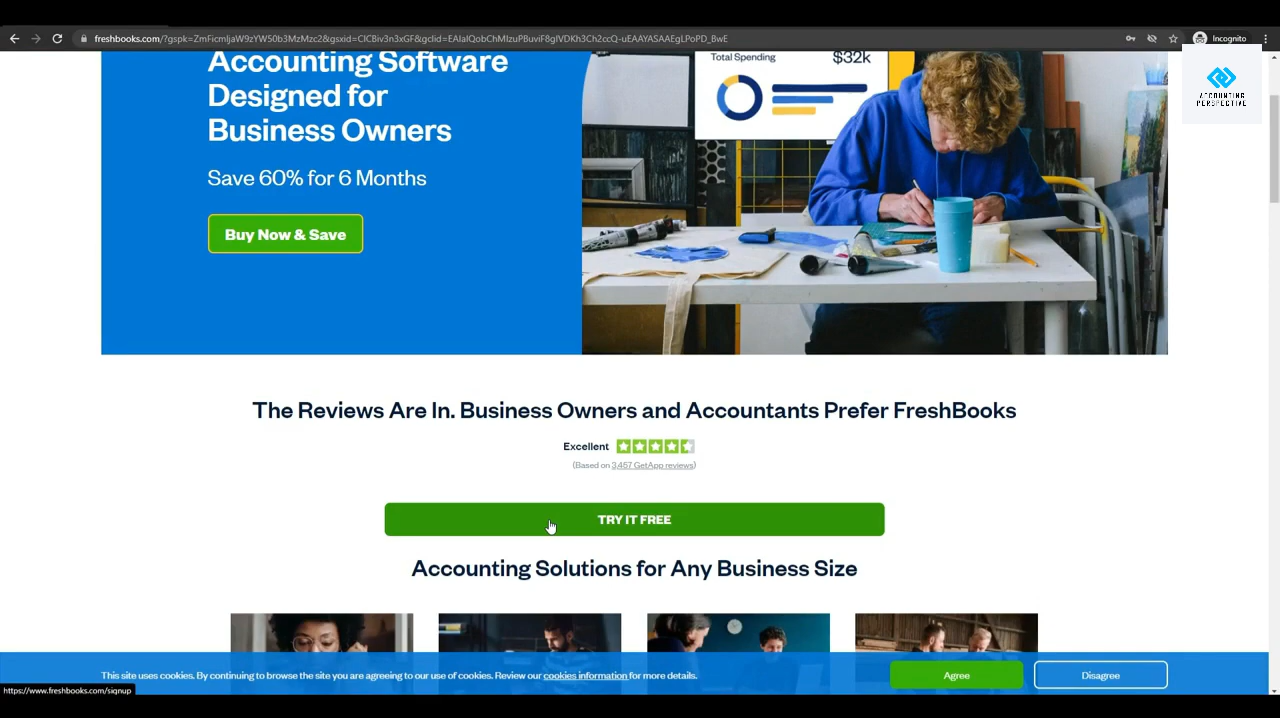 freshbooks.com/?gspk=ZmFicmljaW9zYW50b3MzMzc2&gsxid=CICBiv3n3xGF&gclid=EAIaIQobChMIzuPBuviF8gIVDKh3Ch2ccQ-uEAAYASAAEgLPoPD_BwE
Incognito
Total Spending
$32k
ACCOUNTING
PERSPECTIVE
Accounting Software
Designed for
Business Owners
Save 60% for 6 Months
Buy Now & Save
The Reviews Are In. Business Owners and Accountants Prefer FreshBooks
Excellent
(Based on 3,457 GetApp reviews)
TRY IT FREE
Accounting Solutions for Any Business Size
This site uses cookies. By continuing to browse the site you are agreeing to our use of cookies. Review our cookies information for more details.
Agree
Disagree
https://www.freshbooks.com/signup